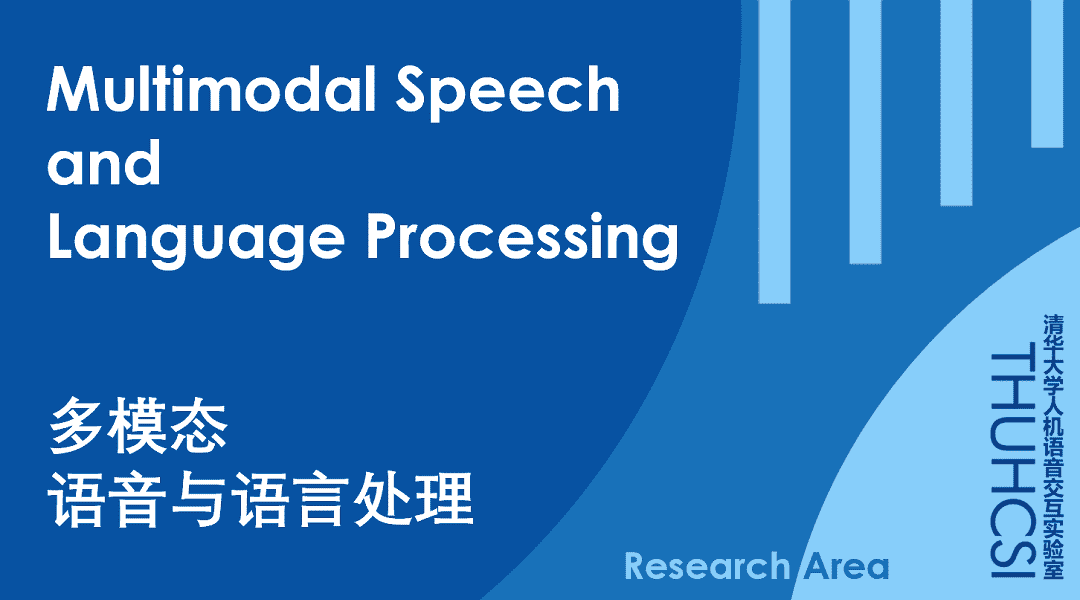 Multimodal Speech
and
Language Processing
多模态
语音与语言处理
Research Area
清华大学人机语音交互实验室
THUHCSI